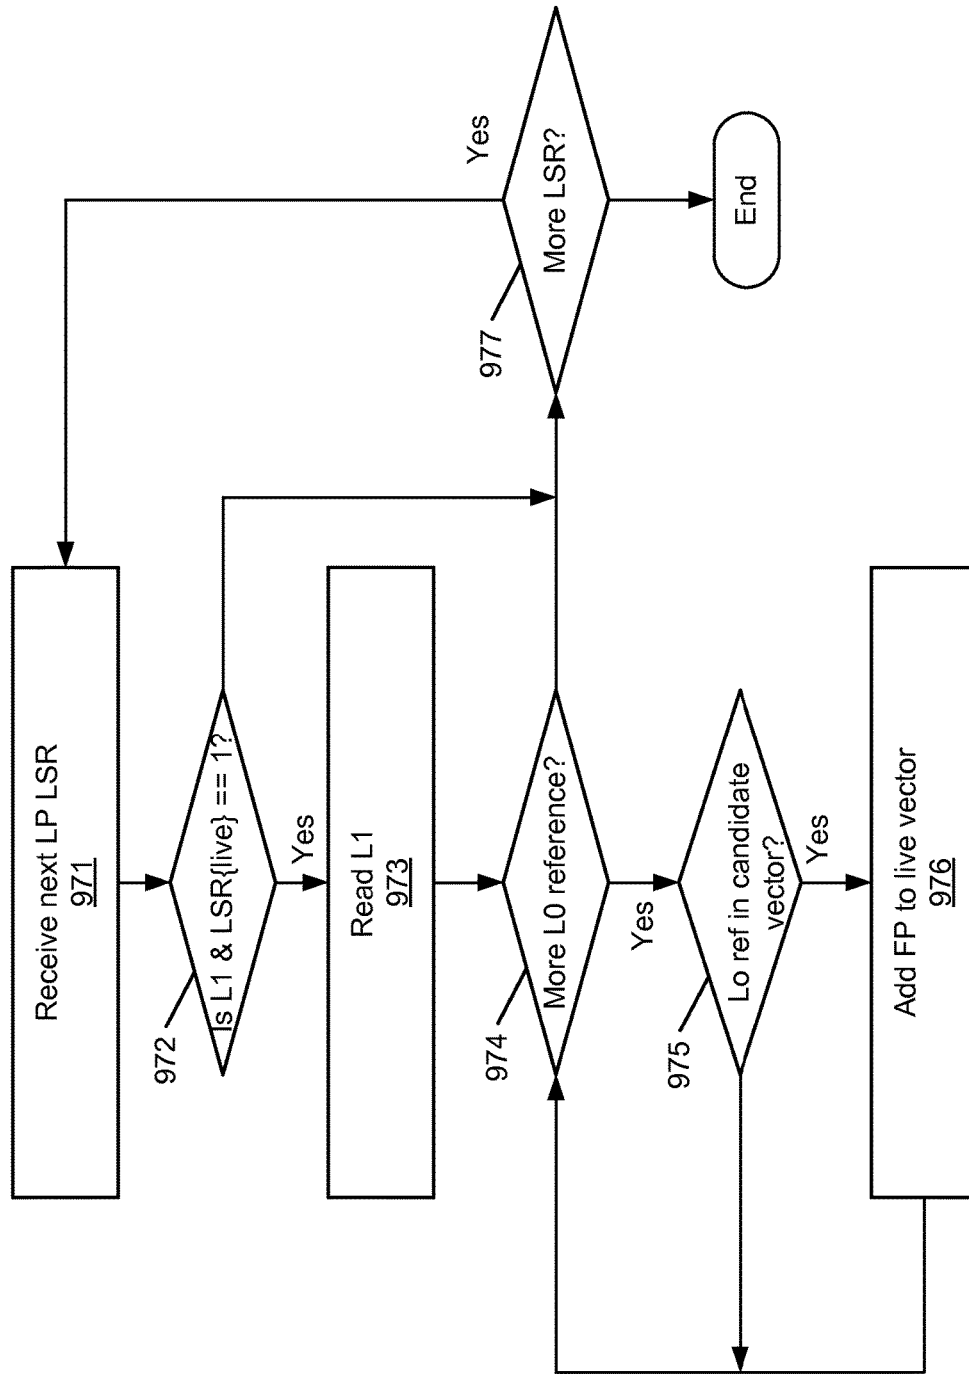 Receive next LP LSR
971
972
Is L1 & LSR{live} == 1?
Yes
Read L1
973
974
More L0 reference?
Yes
975
Lo ref in candidate
vector?
Yes
Add FP to live vector
976
977
More LSR?
Yes
End